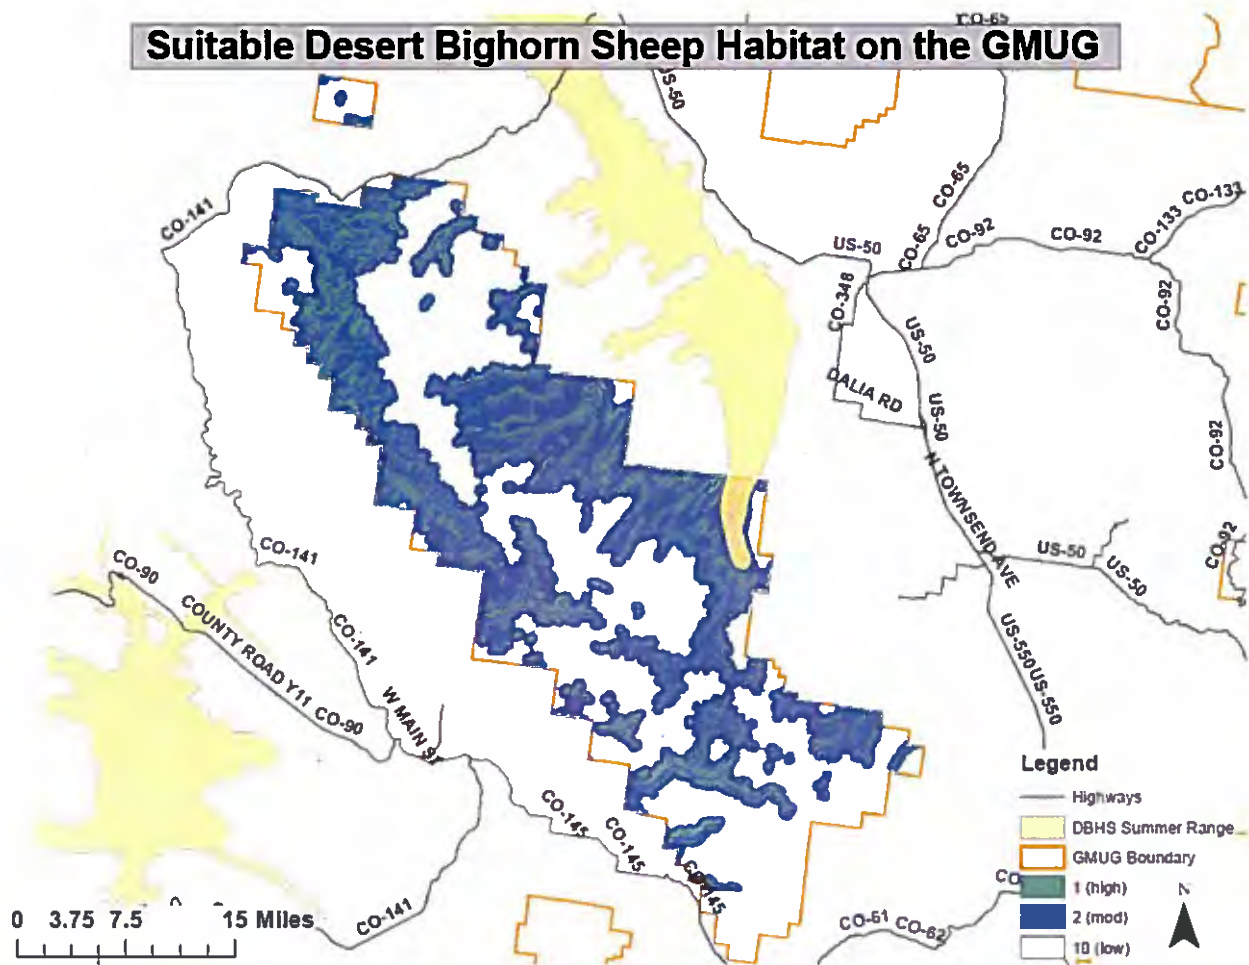 CO-65
Suitable Desert Bighorn Sheep Habitat on the GMUG
US-50
CO-65
CO-133
CO-133
CO-141
CO-65
CO-92
CO-92
US-50
CO-348
CO-92
US-50
DALIA RD
US-50
CO-92
N TOWNSEND AVE
CO-92
CO-141
US-50
US-50
CO-90
COUNTY ROAD Y11
CO-141
US-550
US-550
CO-90
W MAIN S
Legend
Highways
DBHS Summer Range
GMUG Boundary
1 (high)
2 (mod)
10 (low)
N
CO-145
CO-145
CO-145
CO
CO-141
CO-61
CO-62
0 3.75 7.5 15 Miles